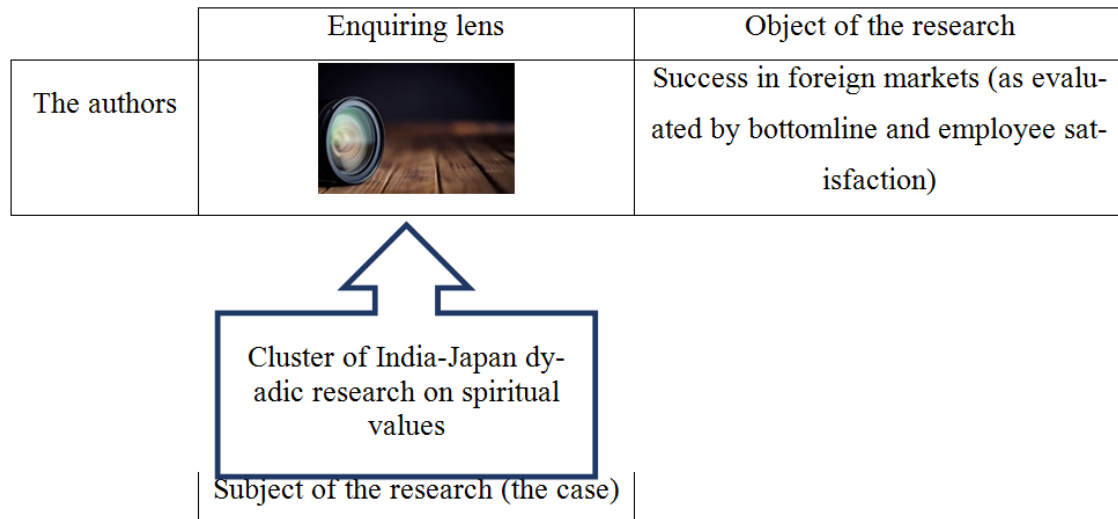 Enquiring lens
Object of the research
The authors
Success in foreign markets (as evalu-
ated by bottomline and employee sat-
isfaction)
Cluster of India-Japan dy-
adic research on spiritual
values
Subject of the research (the case)